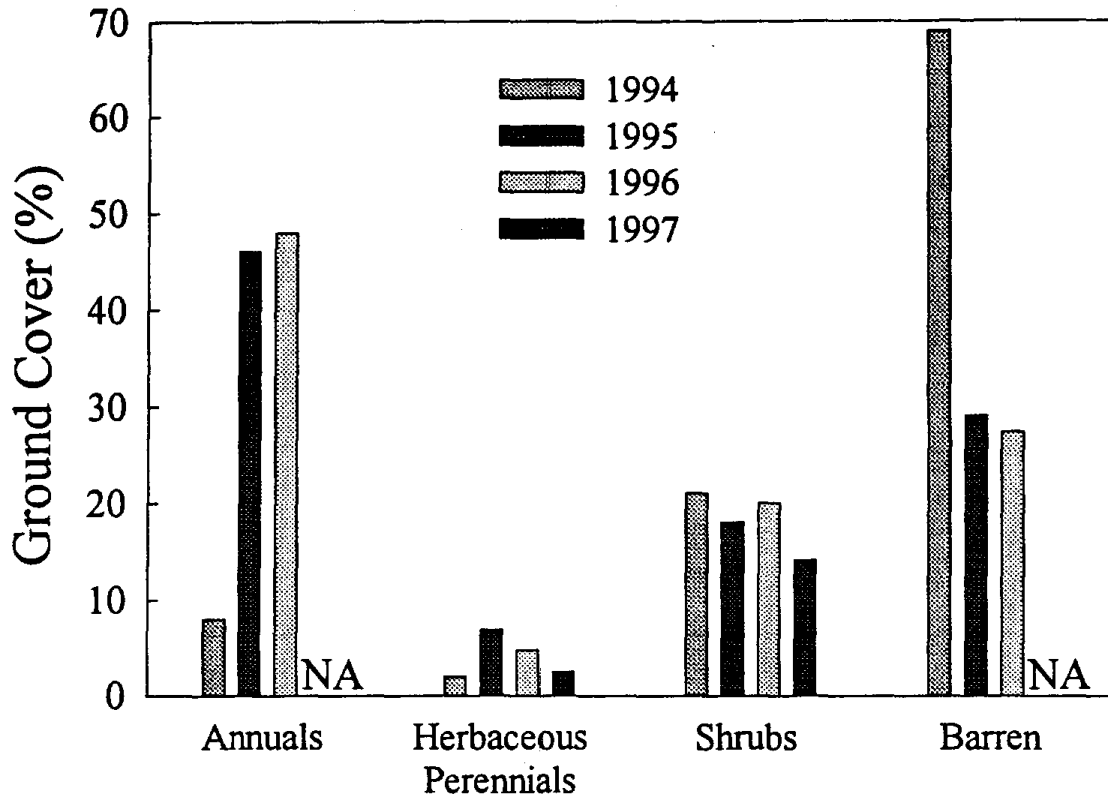 Ground Cover (%)
70
60
50
40
30
20
10
0
1994
1995
1996
1997
NA
NA
Annuals
Herbaceous
Perennials
Shrubs
Barren